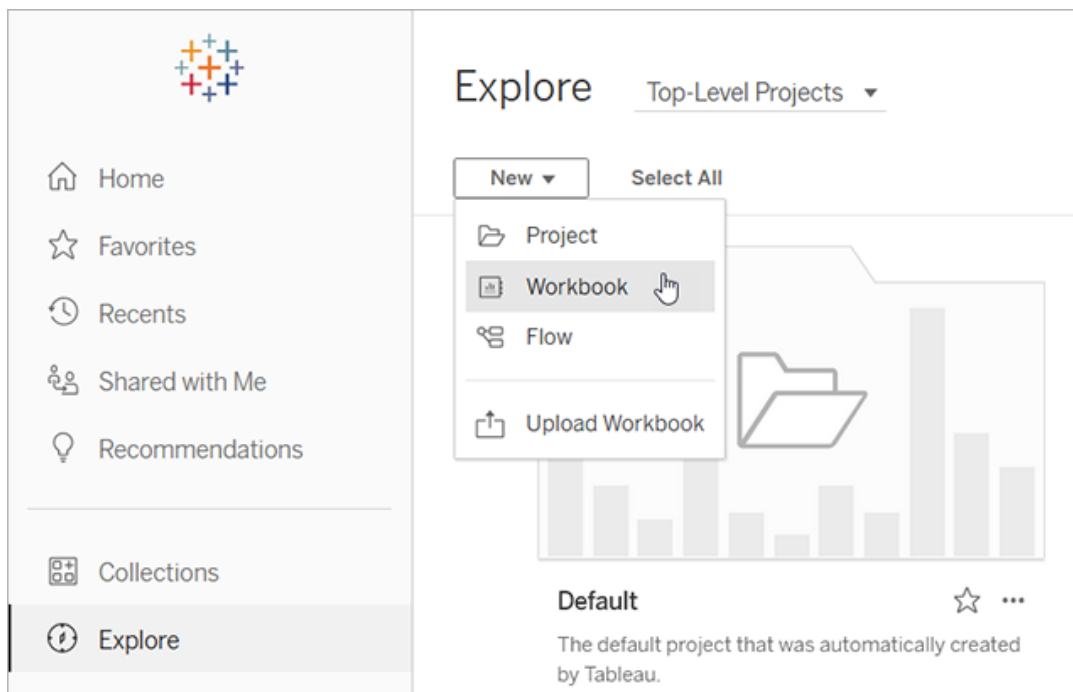 Home
Favorites
Recents
Shared with Me
Recommendations
Collections
Explore
Explore
Top-Level Projects
New
Select All
Project
Workbook
Flow
Upload Workbook
Default
The default project that was automatically created
by Tableau.